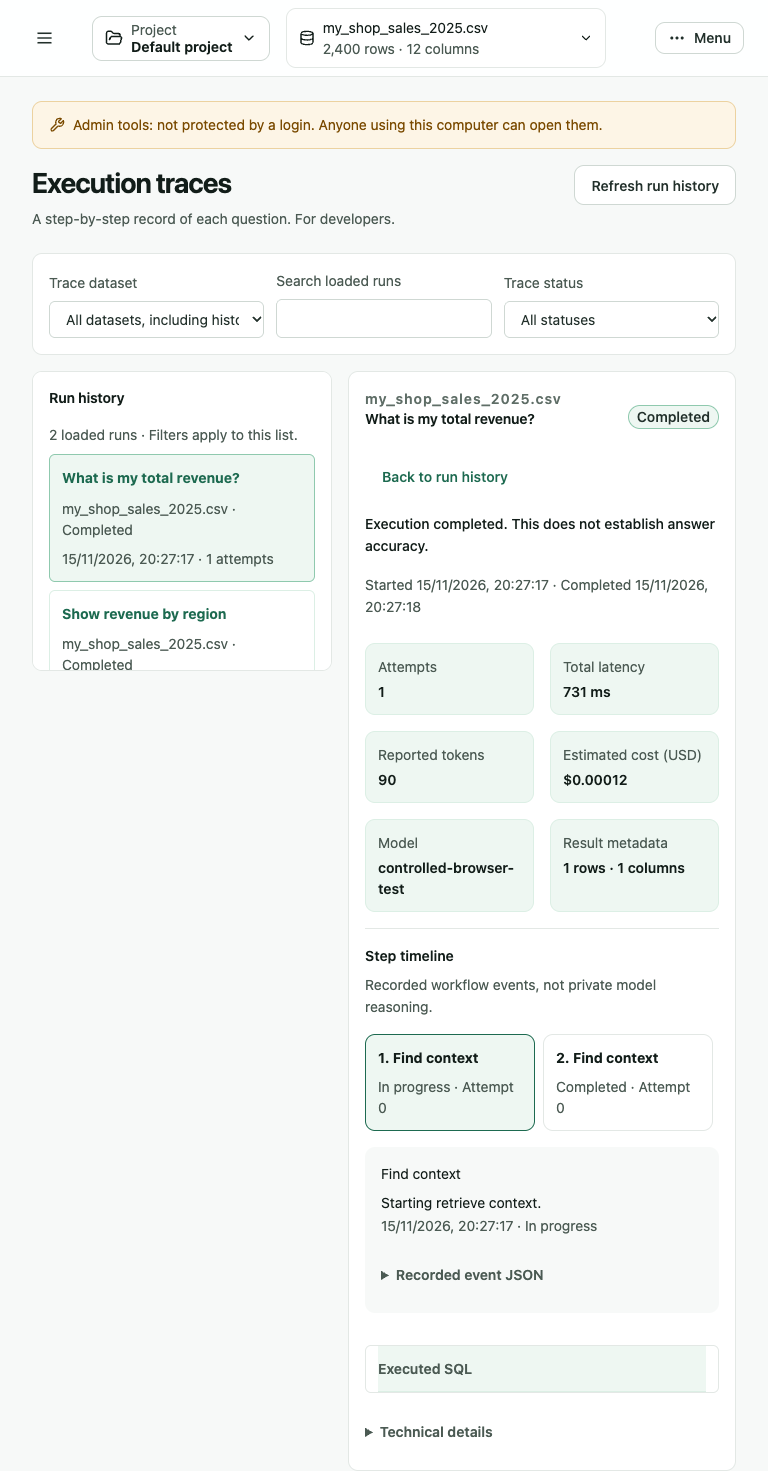 Project
Default project
my_shop_sales_2025.csv
2,400 rows · 12 columns
Menu
Admin tools: not protected by a login. Anyone using this computer can open them.
Execution traces
Refresh run history
A step-by-step record of each question. For developers.
Trace dataset
Search loaded runs
Trace status
All datasets, including histo
All statuses
Run history
2 loaded runs · Filters apply to this list.
What is my total revenue?
my_shop_sales_2025.csv ·
Completed
15/11/2026, 20:27:17 · 1 attempts
Show revenue by region
my_shop_sales_2025.csv ·
Completed
my_shop_sales_2025.csv
What is my total revenue?
Completed
Back to run history
Execution completed. This does not establish answer
accuracy.
Started 15/11/2026, 20:27:17 · Completed 15/11/2026,
20:27:18
Attempts
1
Total latency
731 ms
Reported tokens
90
Estimated cost (USD)
$0.00012
Model
controlled-browser-
test
Result metadata
1 rows · 1 columns
Step timeline
Recorded workflow events, not private model
reasoning.
1. Find context
In progress · Attempt
0
2. Find context
Completed · Attempt
0
Find context
Starting retrieve context.
15/11/2026, 20:27:17 · In progress
Recorded event JSON
Executed SQL
Technical details